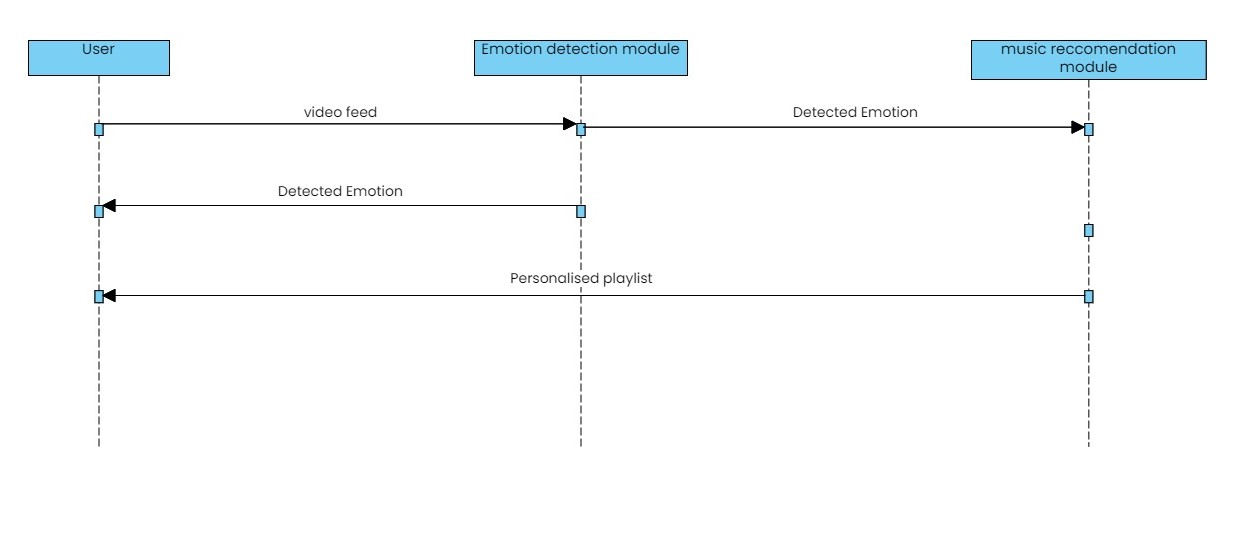 User
Emotion detection module
music reccomendation
module
video feed
Detected Emotion
Detected Emotion
Personalised playlist